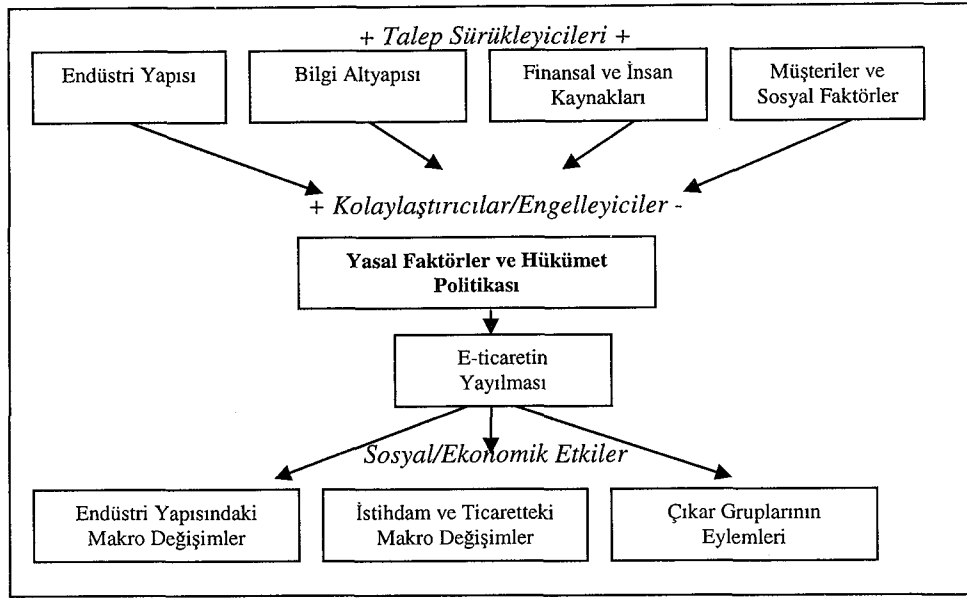 + Talep Sürükleyicileri +
Endüstri Yapısı
Bilgi Altyapısı
Finansal ve İnsan
Kaynakları
Müşteriler ve
Sosyal Faktörler
+ Kolaylaştırıcılar/Engelleyiciler -
Yasal Faktörler ve Hükümet
Politikası
E-ticaretin
Yayılması
Sosyal/Ekonomik Etkiler
Endüstri Yapısındaki
Makro Değişimler
İstihdam ve Ticaretteki
Makro Değişimler
Çıkar Gruplarının
Eylemleri